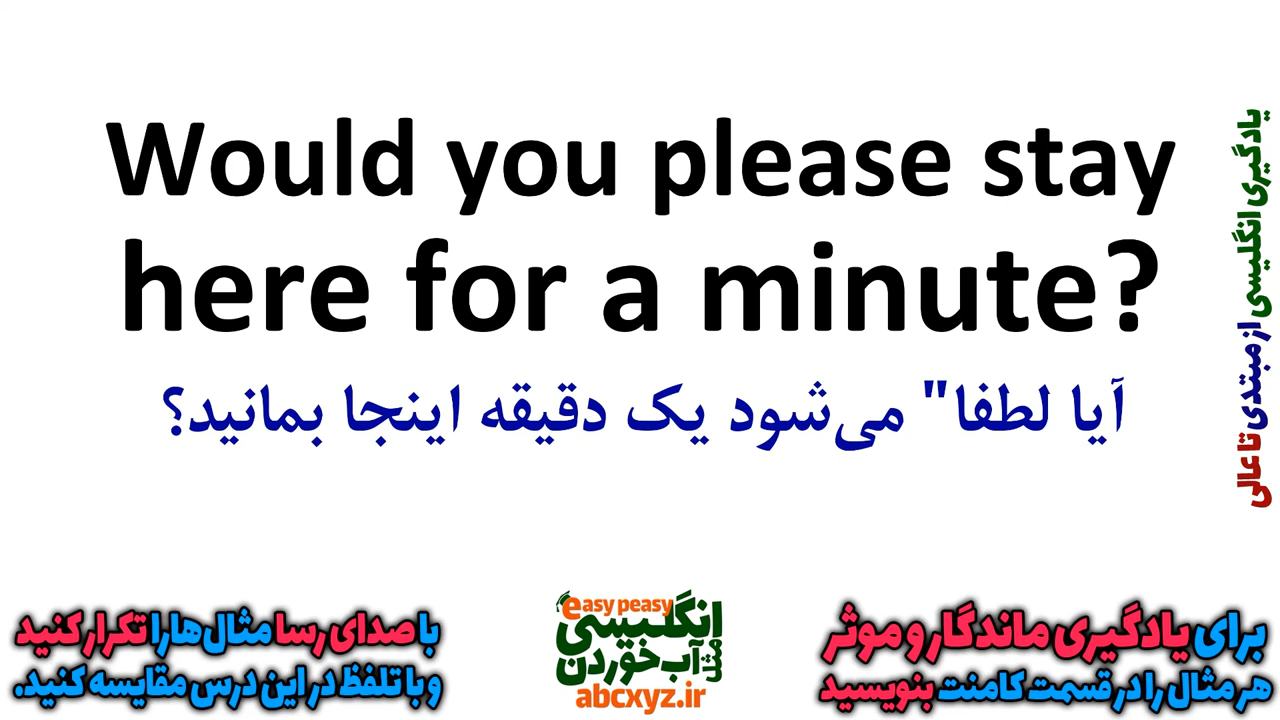 Would you please stay
here for a minute?
آیا لطفا" می‌شود یک دقیقه اینجا بمانید؟
یادگیری انگلیسی از مبتدی تا عالی
برای یادگیری ماندگار و موثر
هر مثال را در قسمت کامنت بنویسید
easy peasy
انگلیسی
مثل
آب خوردن
abcxyz.ir
با صدای رسا مثال‌ها را تکرار کنید
و با تلفظ در این درس مقایسه کنید.